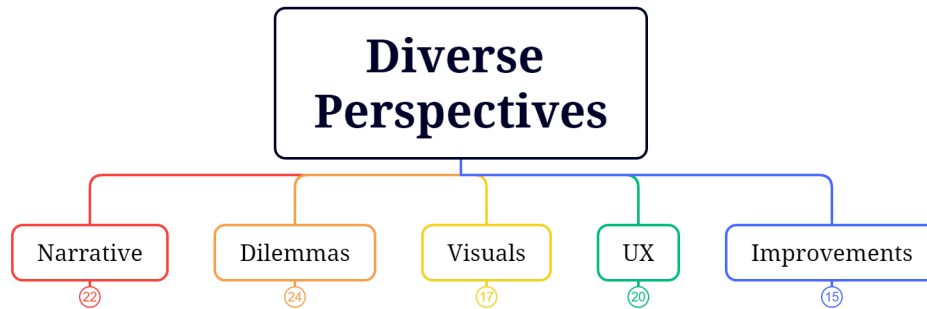 Diverse
Perspectives
Narrative
Dilemmas
Visuals
UX
Improvements
22
24
17
20
15